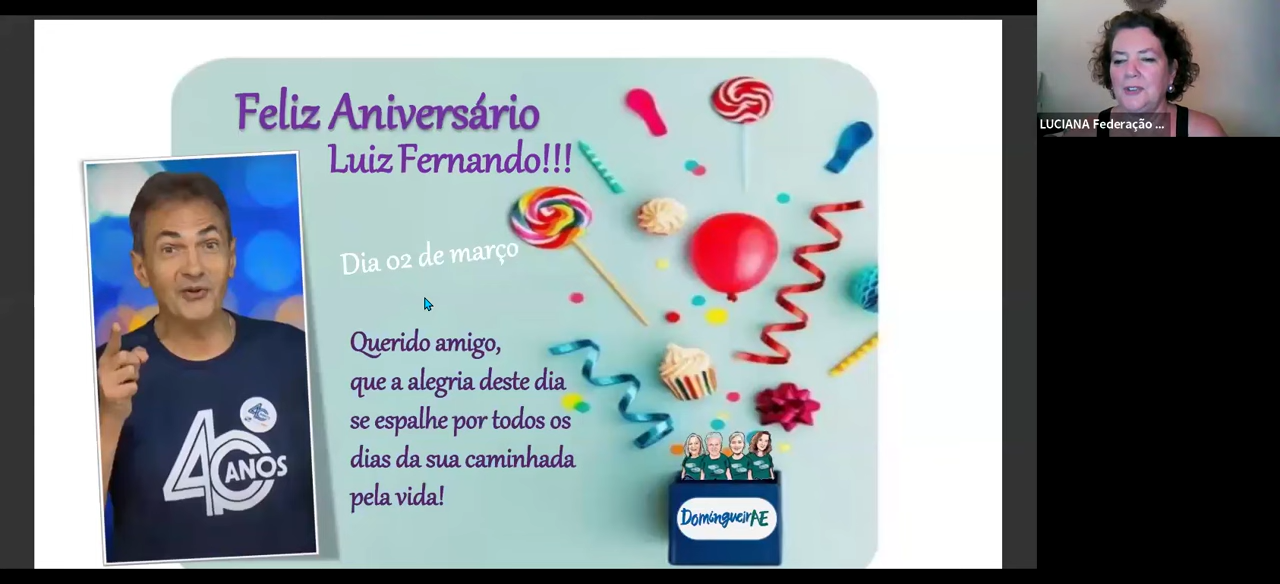 Feliz Aniversário
Luiz Fernando!!!
Dia 02 de março
Querido amigo,
que a alegria deste dia
se espalhe por todos os
dias da sua caminhada
pela vida!
40 ANOS
DomingueirAE
LUCIANA Federação ...